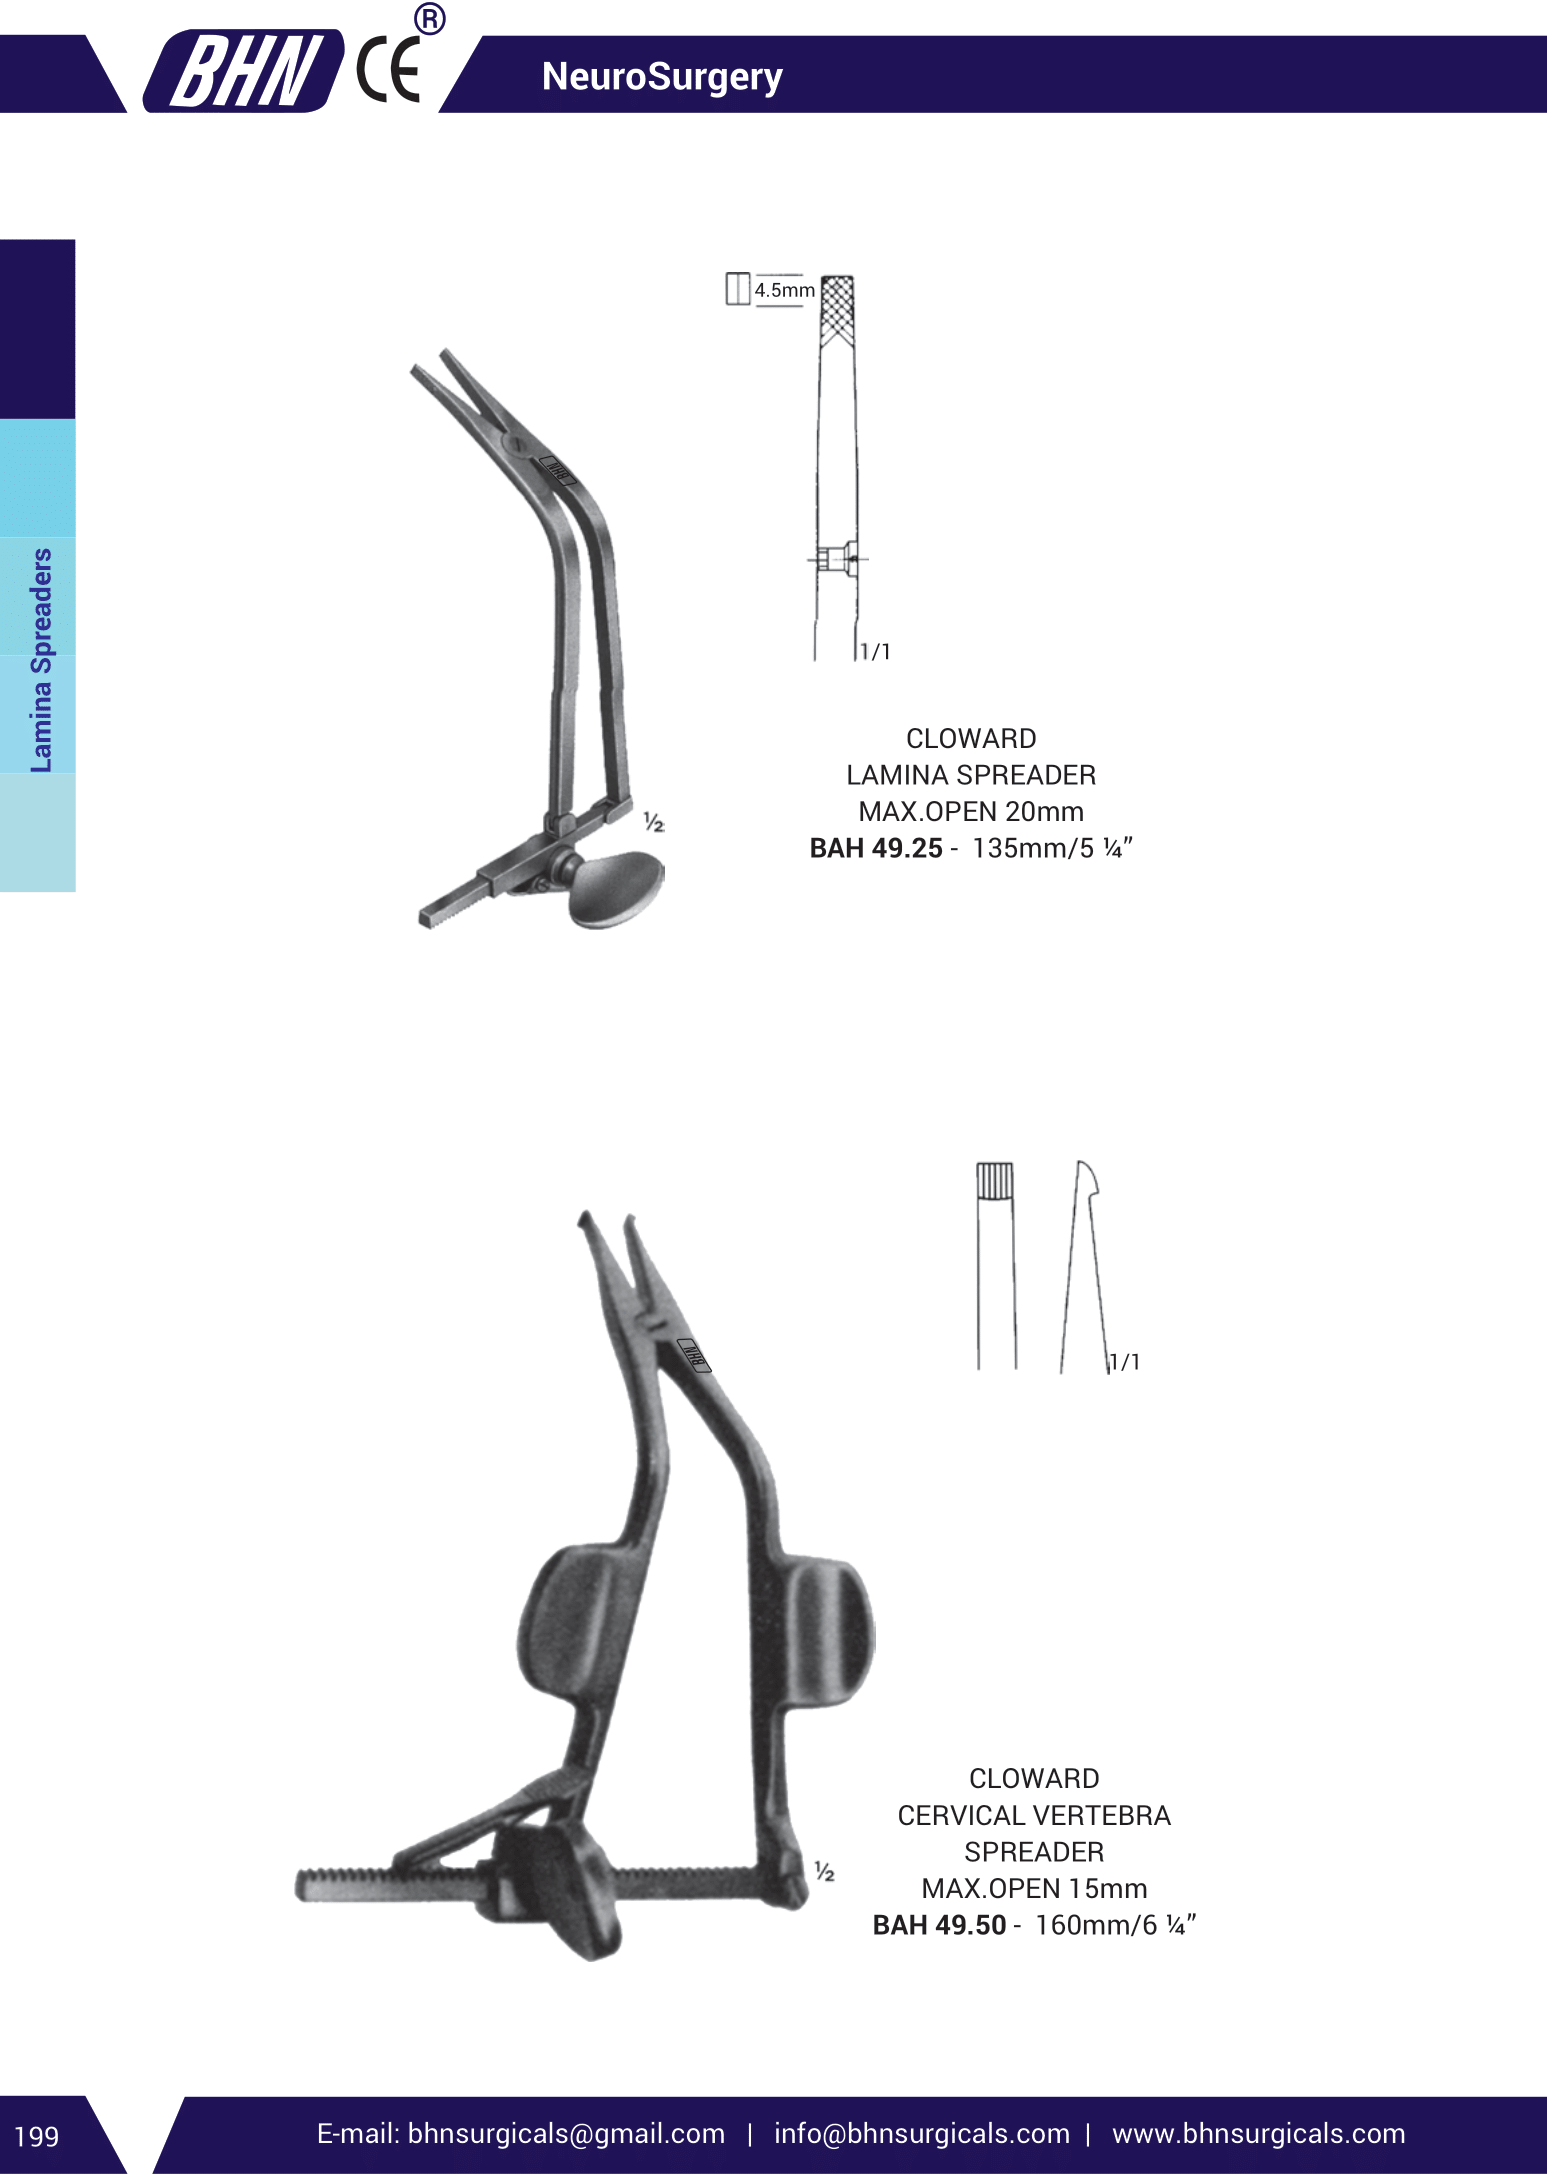 BHN CE ®
NeuroSurgery
Lamina Spreaders
4.5mm
BHN
1/1
½
CLOWARD
LAMINA SPREADER
MAX.OPEN 20mm
BAH 49.25 - 135mm/5 ¼”
BHN
1/1
½
CLOWARD
CERVICAL VERTEBRA
SPREADER
MAX.OPEN 15mm
BAH 49.50 - 160mm/6 ¼”
199
E-mail: bhnsurgicals@gmail.com | info@bhnsurgicals.com | www.bhnsurgicals.com